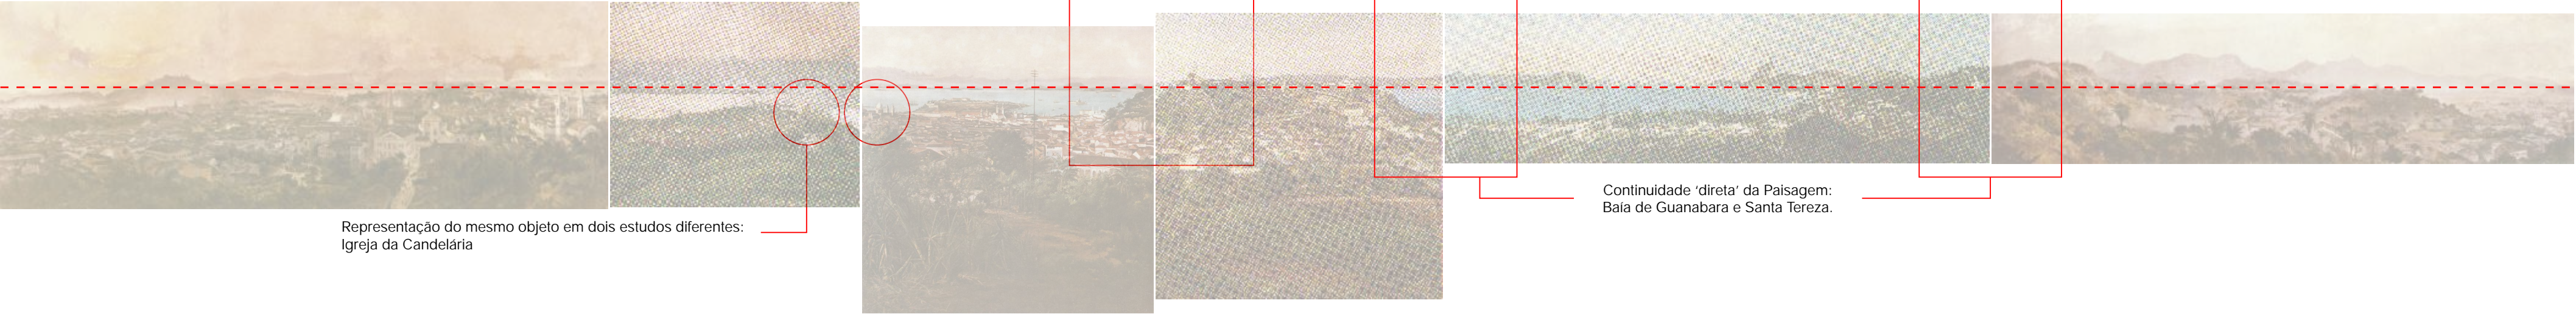 Representação do mesmo objeto em dois estudos diferentes:
Igreja da Candelária
Continuidade ‘direta’ da Paisagem:
Baía de Guanabara e Santa Tereza.